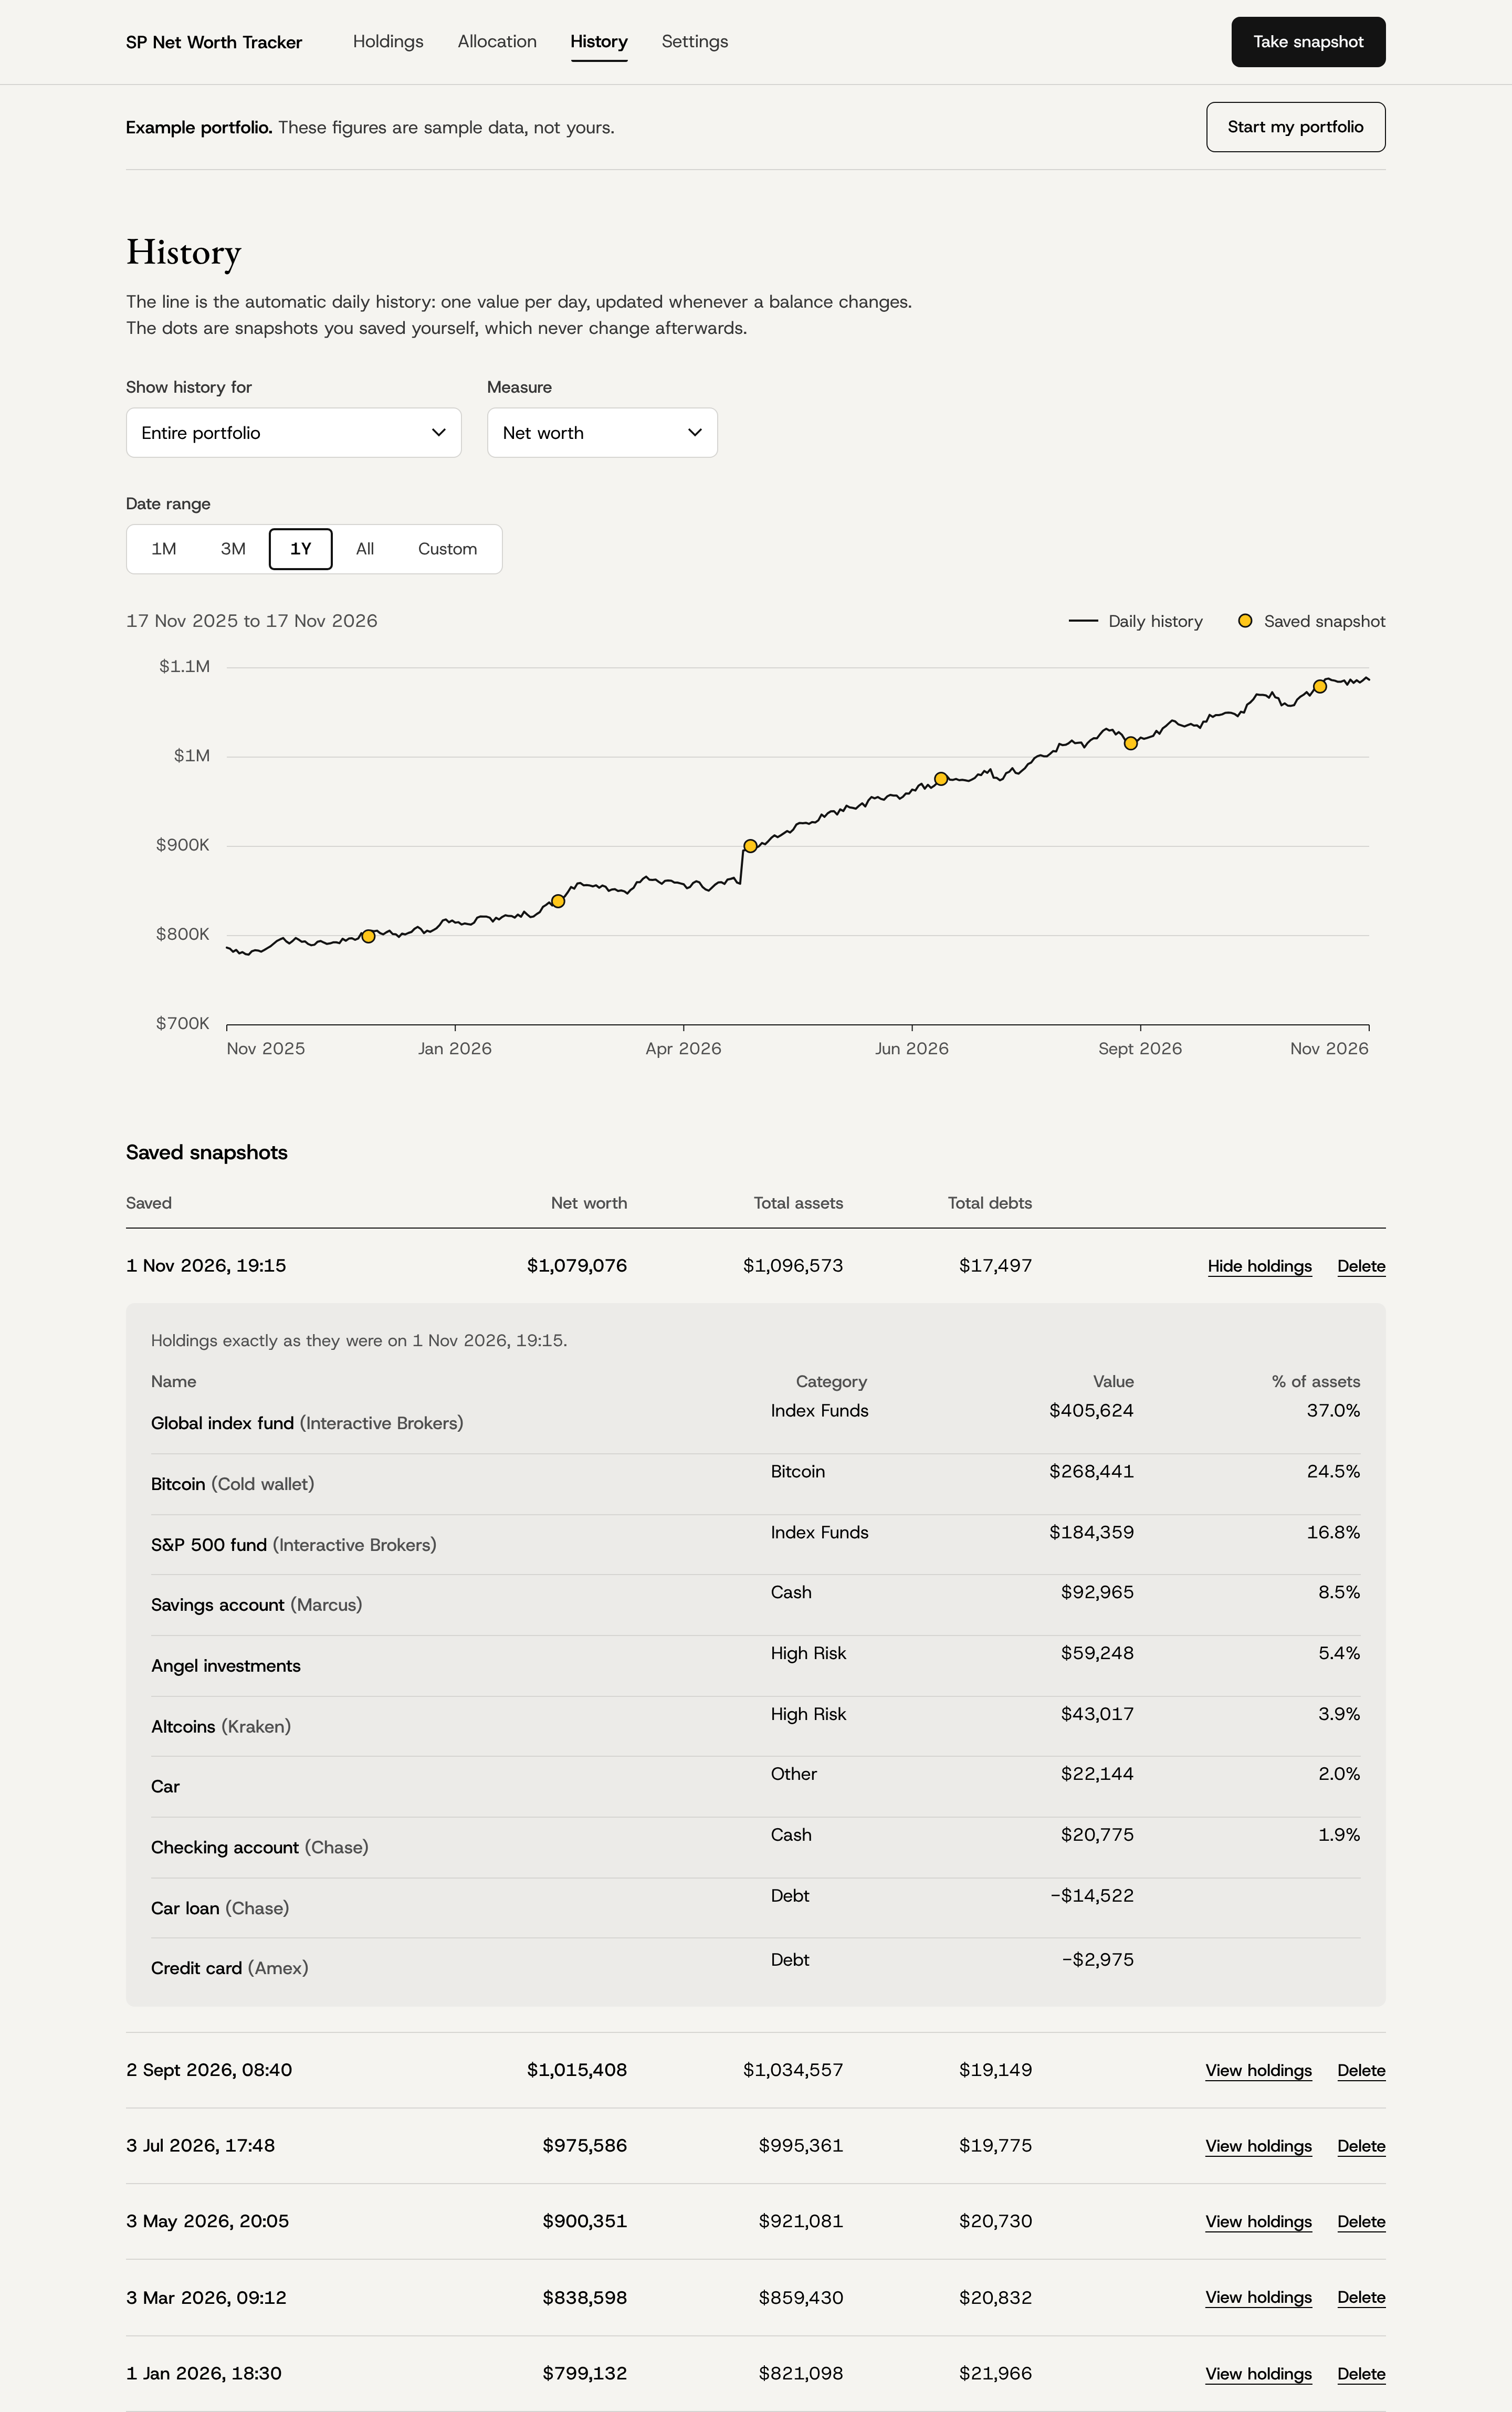 SP Net Worth Tracker Holdings Allocation History Settings Take snapshot
Example portfolio. These figures are sample data, not yours. Start my portfolio
History
The line is the automatic daily history: one value per day, updated whenever a balance changes.
The dots are snapshots you saved yourself, which never change afterwards.
Show history for Measure
Entire portfolio Net worth
Date range
1M 3M 1Y All Custom
17 Nov 2025 to 17 Nov 2026 Daily history Saved snapshot
$1.1M
$1M
$900K
$800K
$700K
Nov 2025 Jan 2026 Apr 2026 Jun 2026 Sept 2026 Nov 2026
Saved snapshots
Saved Net worth Total assets Total debts
1 Nov 2026, 19:15 $1,079,076 $1,096,573 $17,497 Hide holdings Delete
Holdings exactly as they were on 1 Nov 2026, 19:15.
Name Category Value % of assets
Global index fund (Interactive Brokers) Index Funds $405,624 37.0%
Bitcoin (Cold wallet) Bitcoin $268,441 24.5%
S&P 500 fund (Interactive Brokers) Index Funds $184,359 16.8%
Savings account (Marcus) Cash $92,965 8.5%
Angel investments High Risk $59,248 5.4%
Altcoins (Kraken) High Risk $43,017 3.9%
Car Other $22,144 2.0%
Checking account (Chase) Cash $20,775 1.9%
Car loan (Chase) Debt −$14,522
Credit card (Amex) Debt −$2,975
2 Sept 2026, 08:40 $1,015,408 $1,034,557 $19,149 View holdings Delete
3 Jul 2026, 17:48 $975,586 $995,361 $19,775 View holdings Delete
3 May 2026, 20:05 $900,351 $921,081 $20,730 View holdings Delete
3 Mar 2026, 09:12 $838,598 $859,430 $20,832 View holdings Delete
1 Jan 2026, 18:30 $799,132 $821,098 $21,966 View holdings Delete